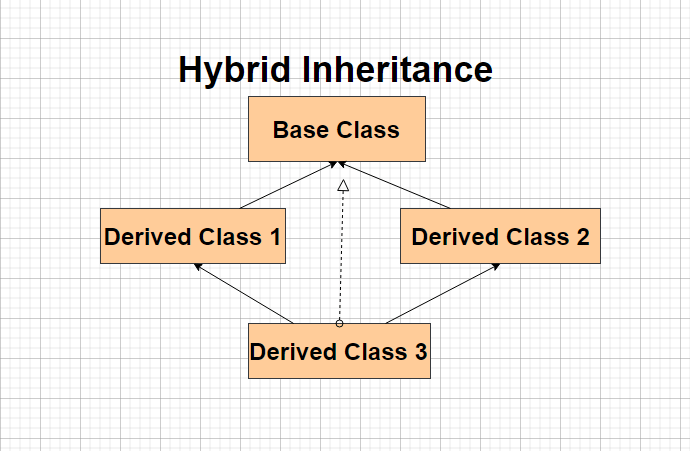 Hybrid Inheritance
Base Class
Derived Class 1
Derived Class 2
Derived Class 3